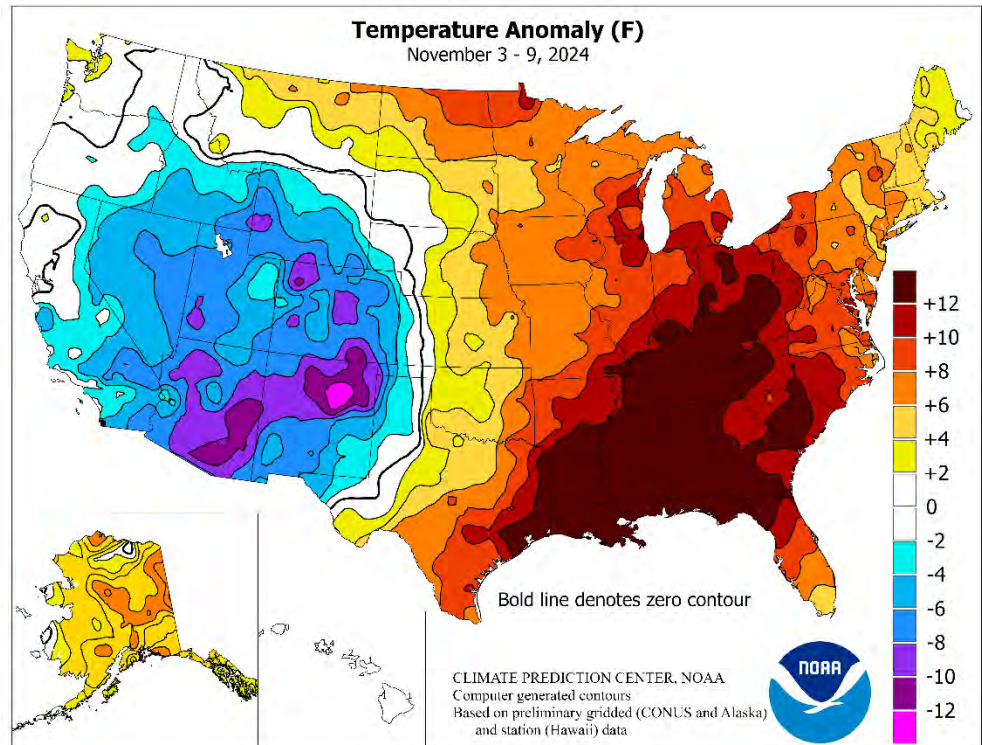 Temperature Anomaly (F)
November 3 - 9, 2024
+12
+10
+8
+6
+4
+2
0
-2
-4
-6
-8
-10
-12
Bold line denotes zero contour
CLIMATE PREDICTION CENTER, NOAA
Computer generated contours
Based on preliminary gridded (CONUS and Alaska)
and station (Hawaii) data
NOAA